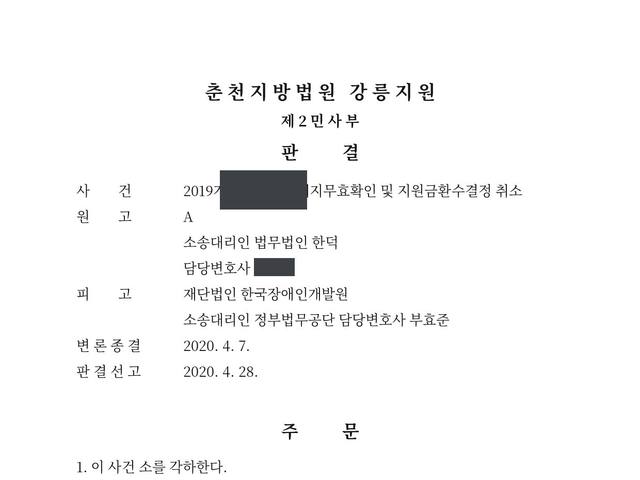 춘천지방법원 강릉지원
제2민사부
판 결
사 건 2019 지무효확인 및 지원금환수결정 취소
원 고 A
소송대리인 법무법인 한덕
담당변호사
피 고 재단법인 한국장애인개발원
소송대리인 정부법무공단 담당변호사 부효준
변론종결 2020. 4. 7.
판결선고 2020. 4. 28.
주 문
1. 이 사건 소를 각하한다.